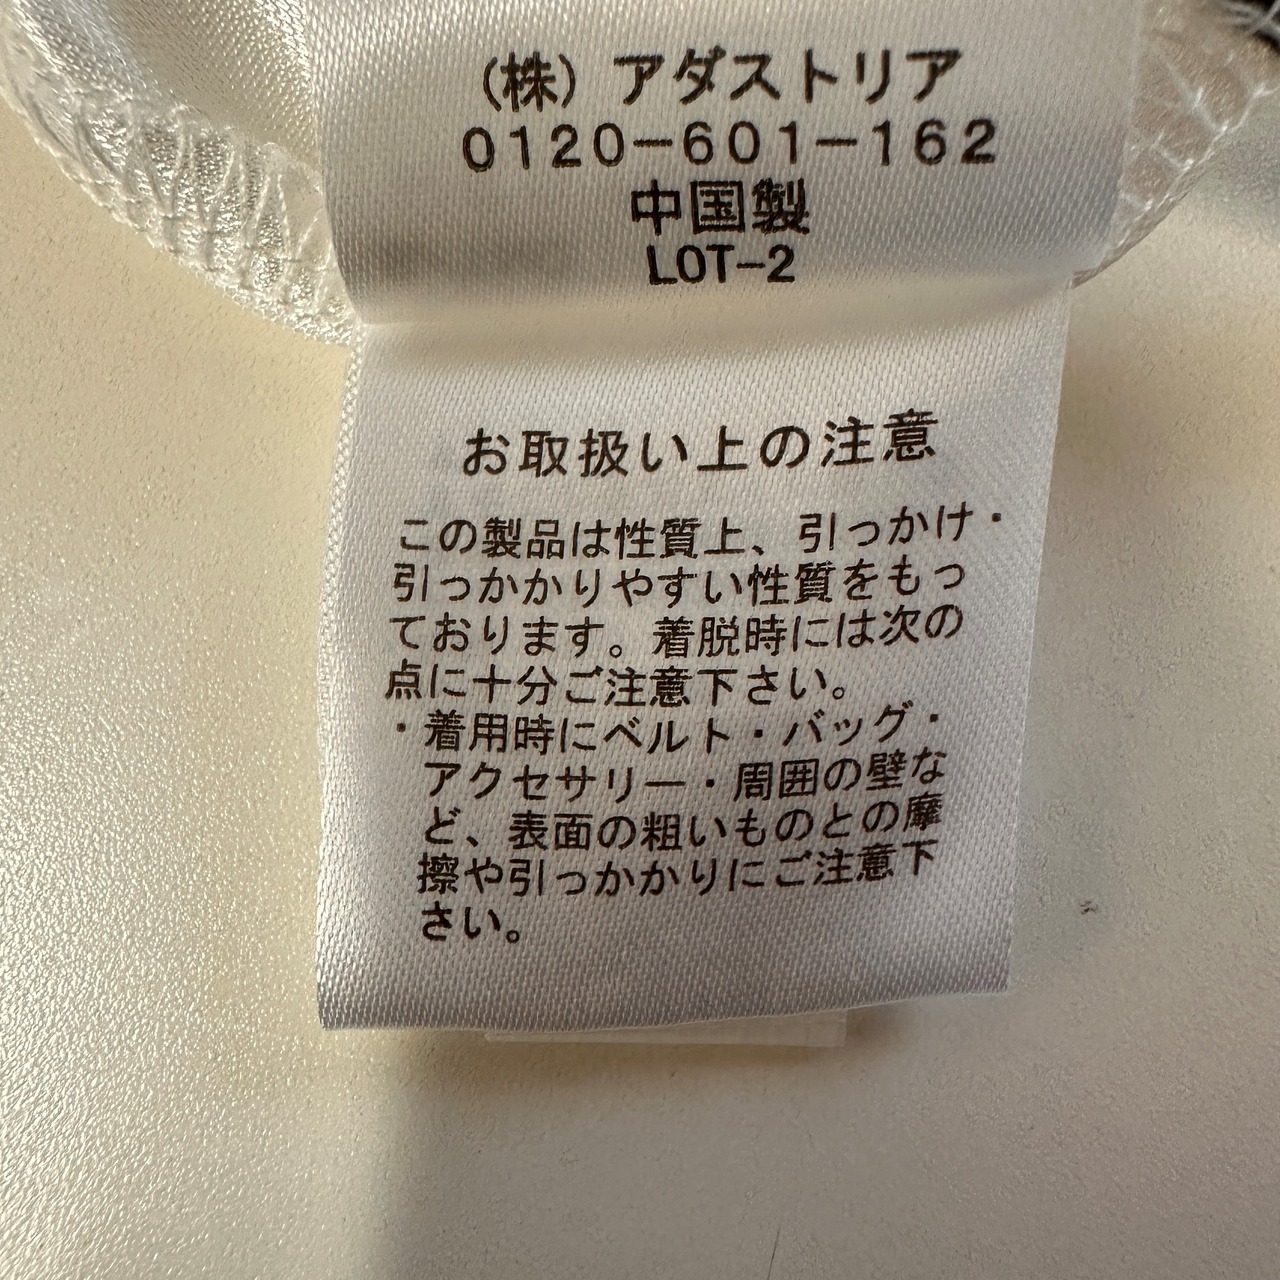 (株) アダストリア
0120-601-162
中国製
LOT-2
お取扱い上の注意
この製品は性質上、引っかけ・
引っかかりやすい性質をもっ
ております。着脱時には次の
点に十分ご注意下さい。
・着用時にベルト・バッグ・
アクセサリー・周囲の壁な
ど、表面の粗いものとの摩
擦や引っかかりにご注意下
さい。